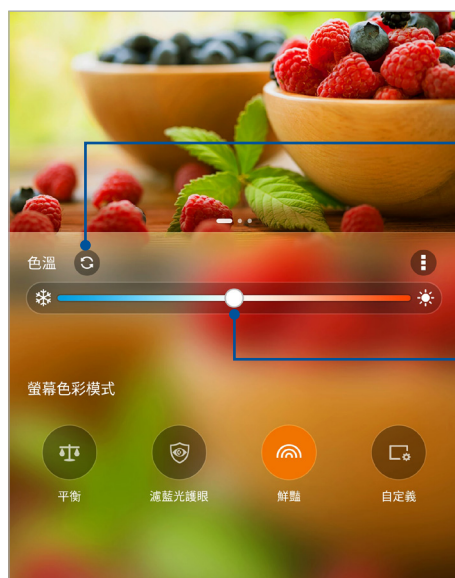 色溫
螢幕色彩模式
平衡
濾藍光護眼
鮮豔
自定義